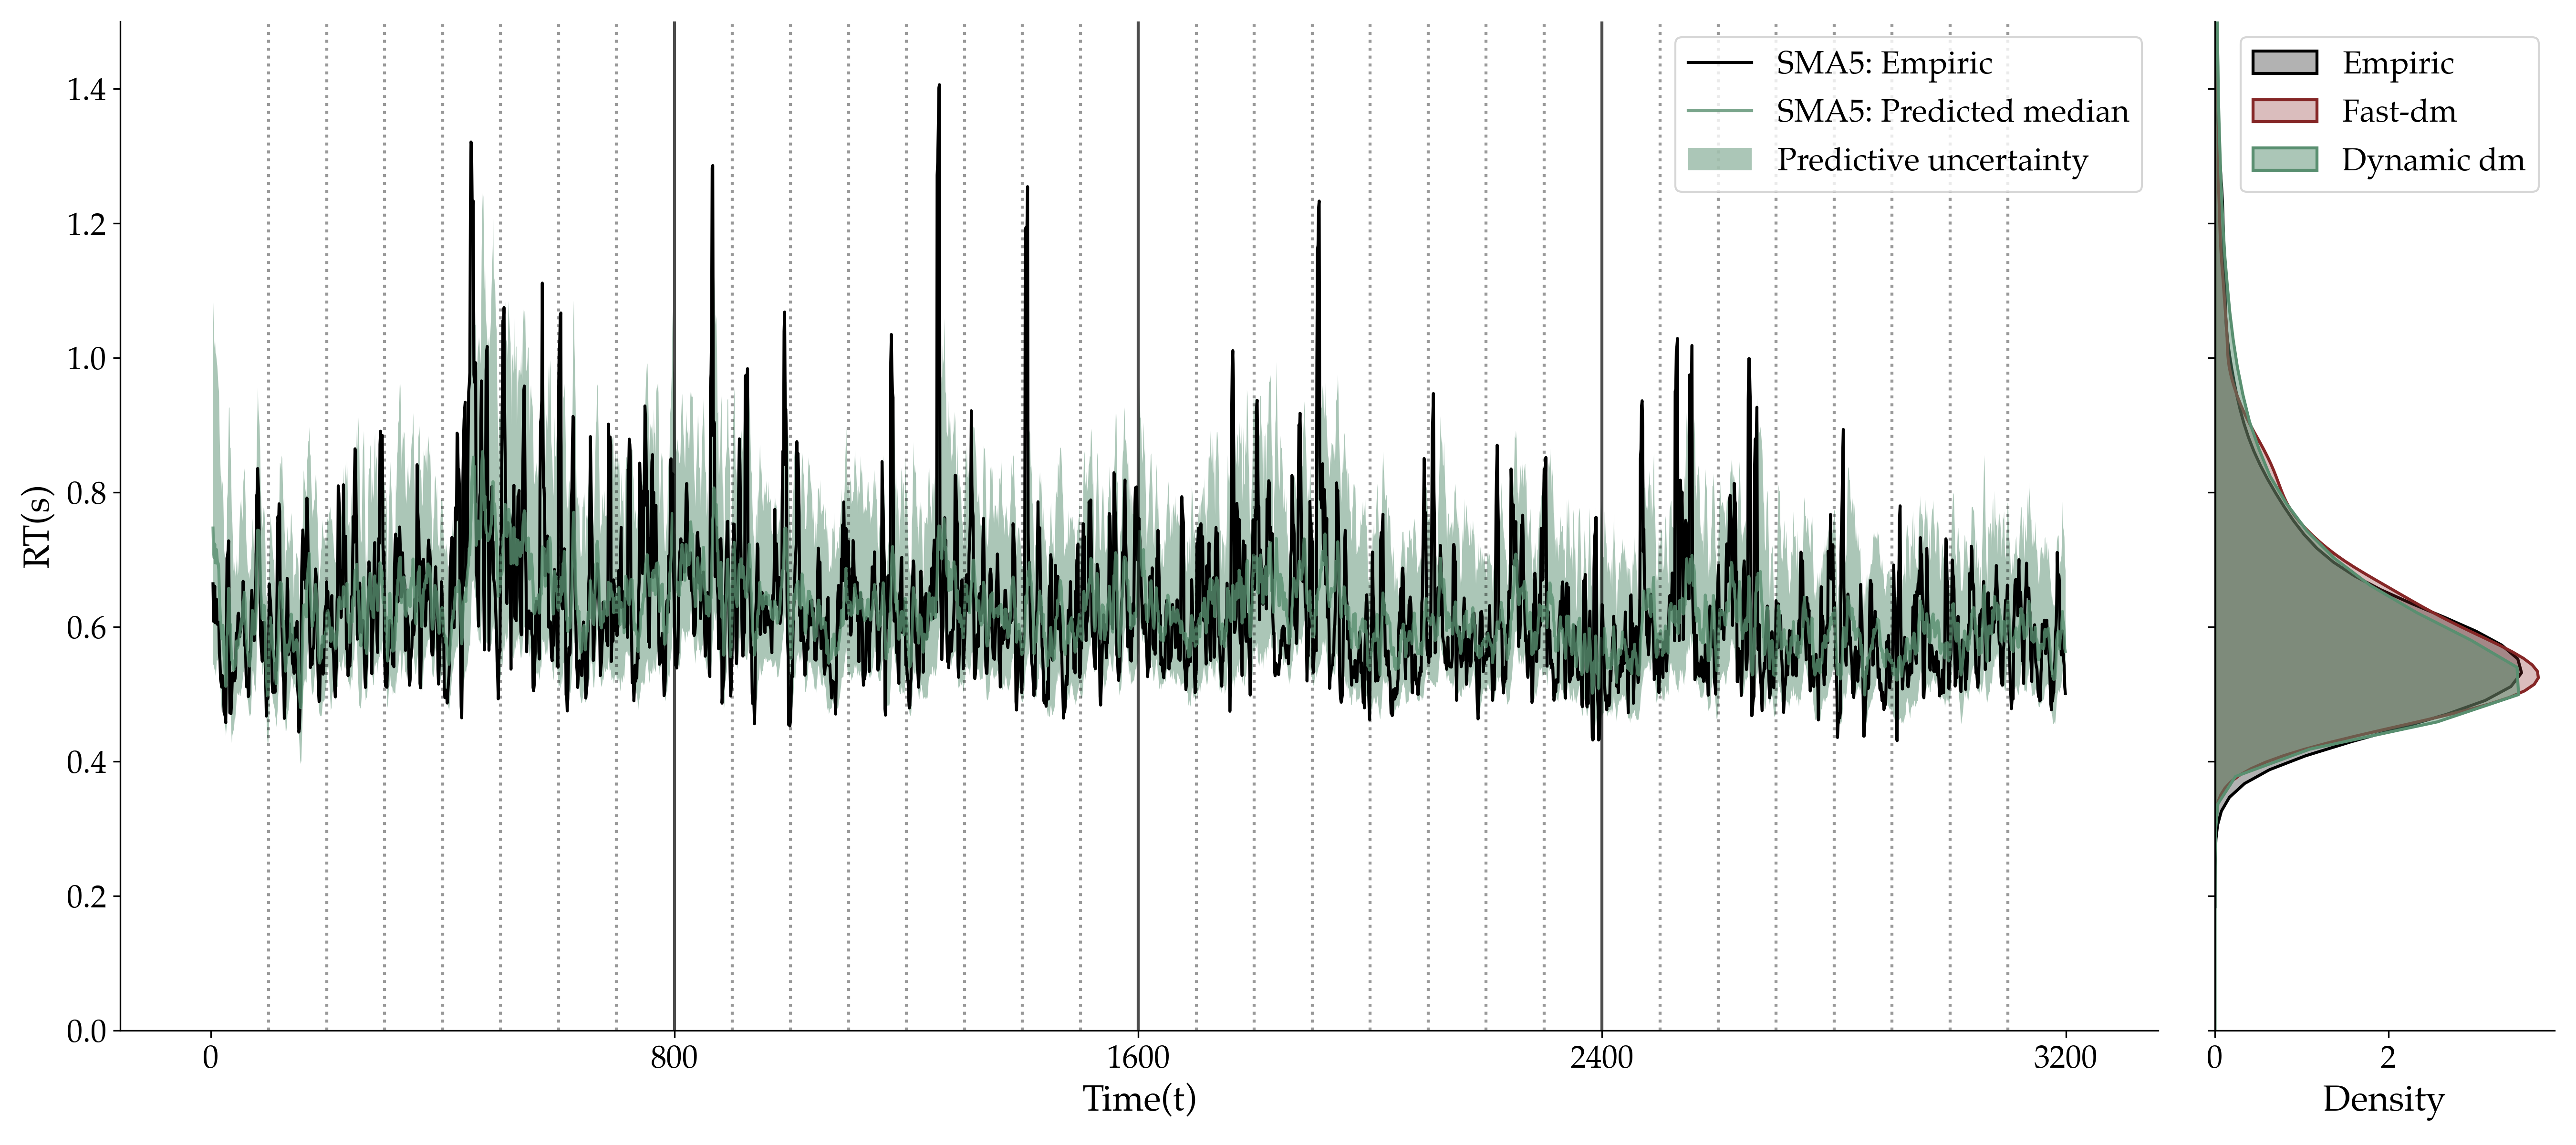 SMA5: Empiric
SMA5: Predicted median
Predictive uncertainty
Empiric
Fast-dm
Dynamic dm
1.4
1.2
1.0
0.8
0.6
0.4
0.2
0.0
RT(s)
0 800 1600 2400 3200
Time(t)
0 2
Density